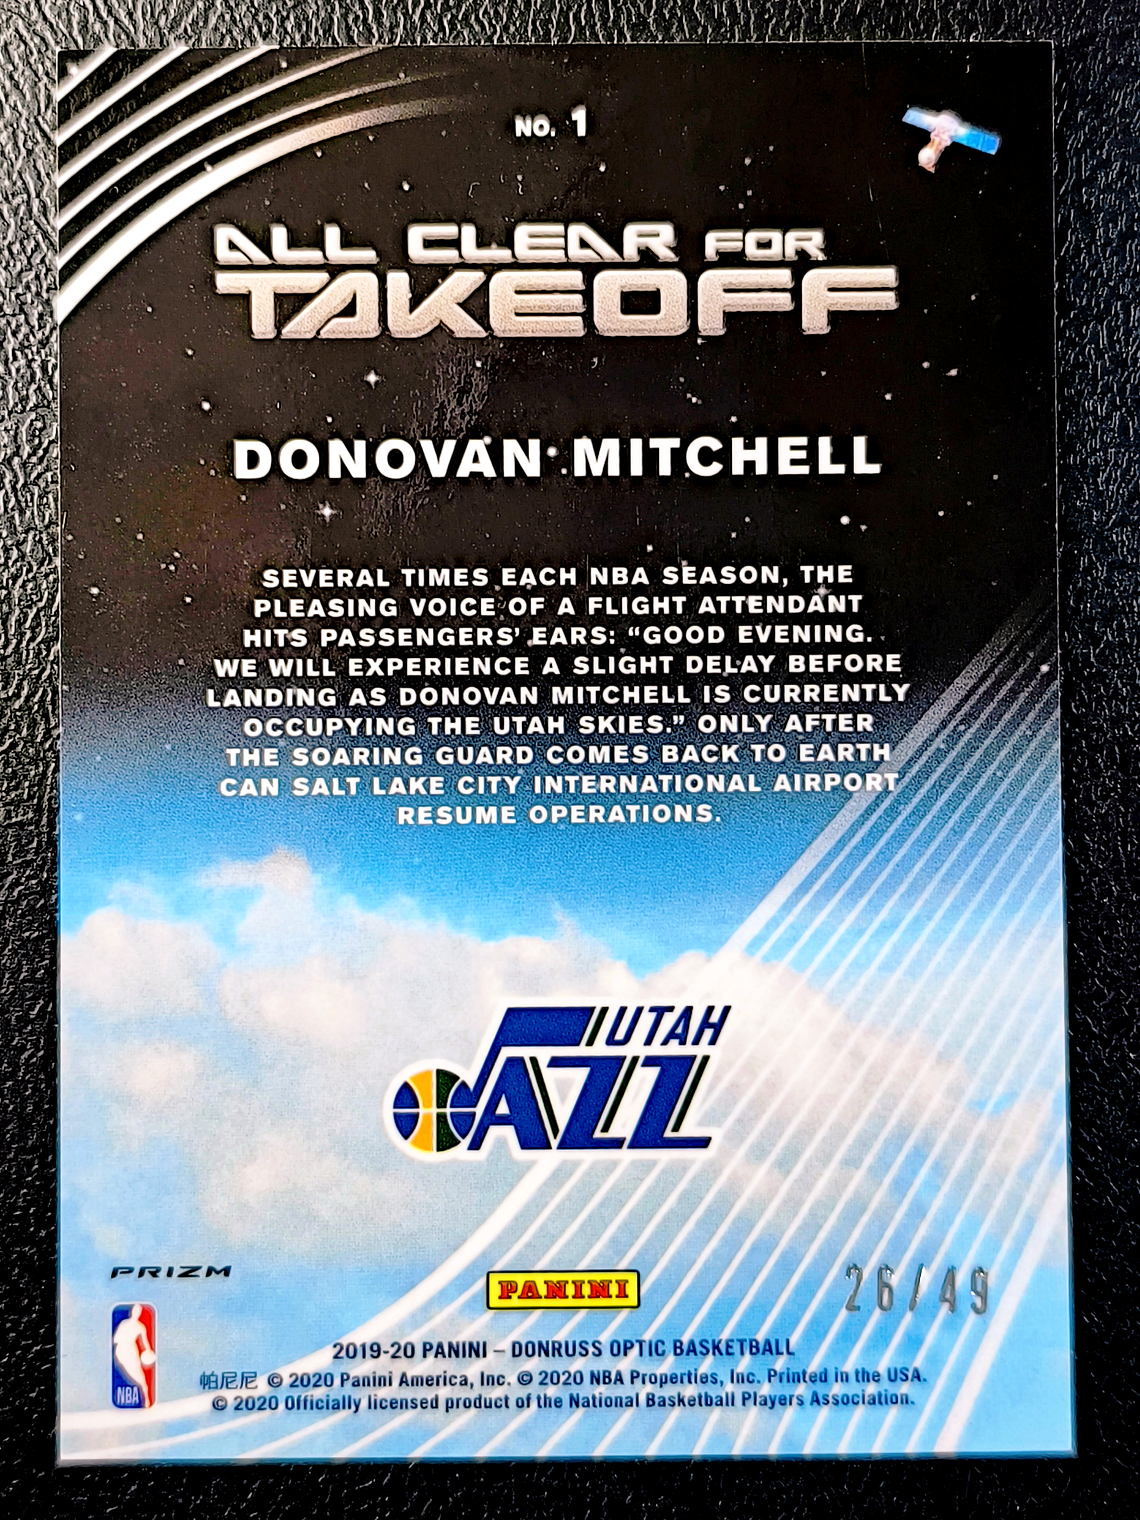 NO. 1
ALL CLEAR FOR
TAKEOFF
DONOVAN MITCHELL
SEVERAL TIMES EACH NBA SEASON, THE
PLEASING VOICE OF A FLIGHT ATTENDANT
HITS PASSENGERS' EARS: “GOOD EVENING.
WE WILL EXPERIENCE A SLIGHT DELAY BEFORE
LANDING AS DONOVAN MITCHELL IS CURRENTLY
OCCUPYING THE UTAH SKIES.” ONLY AFTER
THE SOARING GUARD COMES BACK TO EARTH
CAN SALT LAKE CITY INTERNATIONAL AIRPORT
RESUME OPERATIONS.
UTAH
JAZZ
PRIZM
PANINI
26/49
NBA
2019-20 PANINI – DONRUSS OPTIC BASKETBALL
帕尼尼 © 2020 Panini America, Inc. © 2020 NBA Properties, Inc. Printed in the USA.
© 2020 Officially licensed product of the National Basketball Players Association.